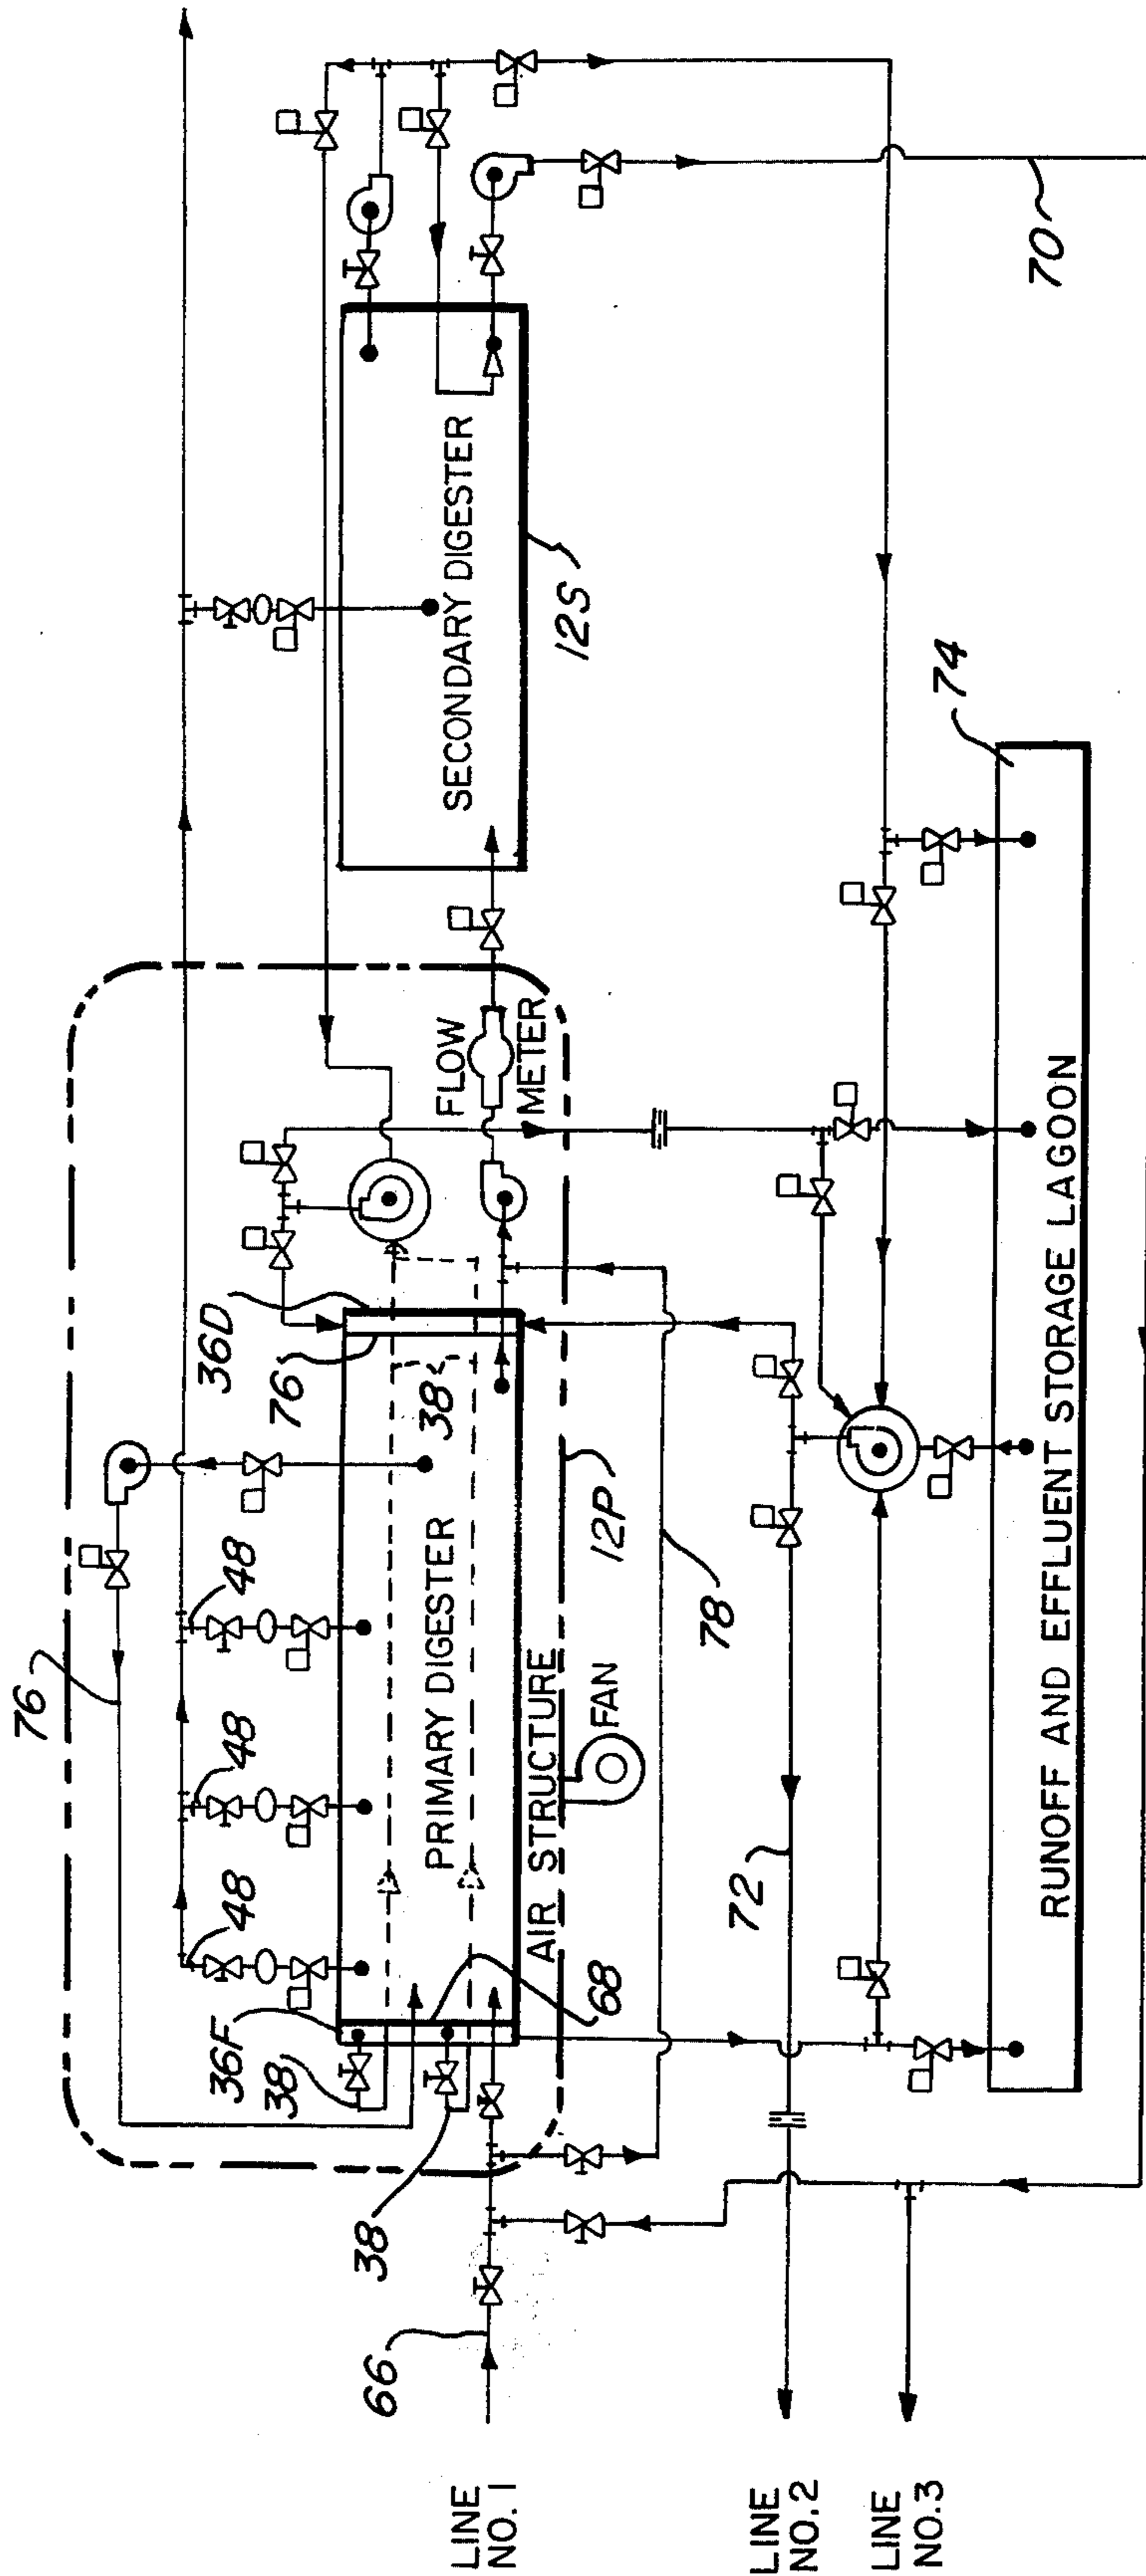 76
48
48
48
36F
38
38
68
PRIMARY DIGESTER
36D
76
38
FLOW
METER
SECONDARY DIGESTER
12S
AIR STRUCTURE
FAN
12P
78
66
LINE
NO. 1
72
74
70
RUNOFF AND EFFLUENT STORAGE LAGOON
LINE
NO. 2
LINE
NO. 3